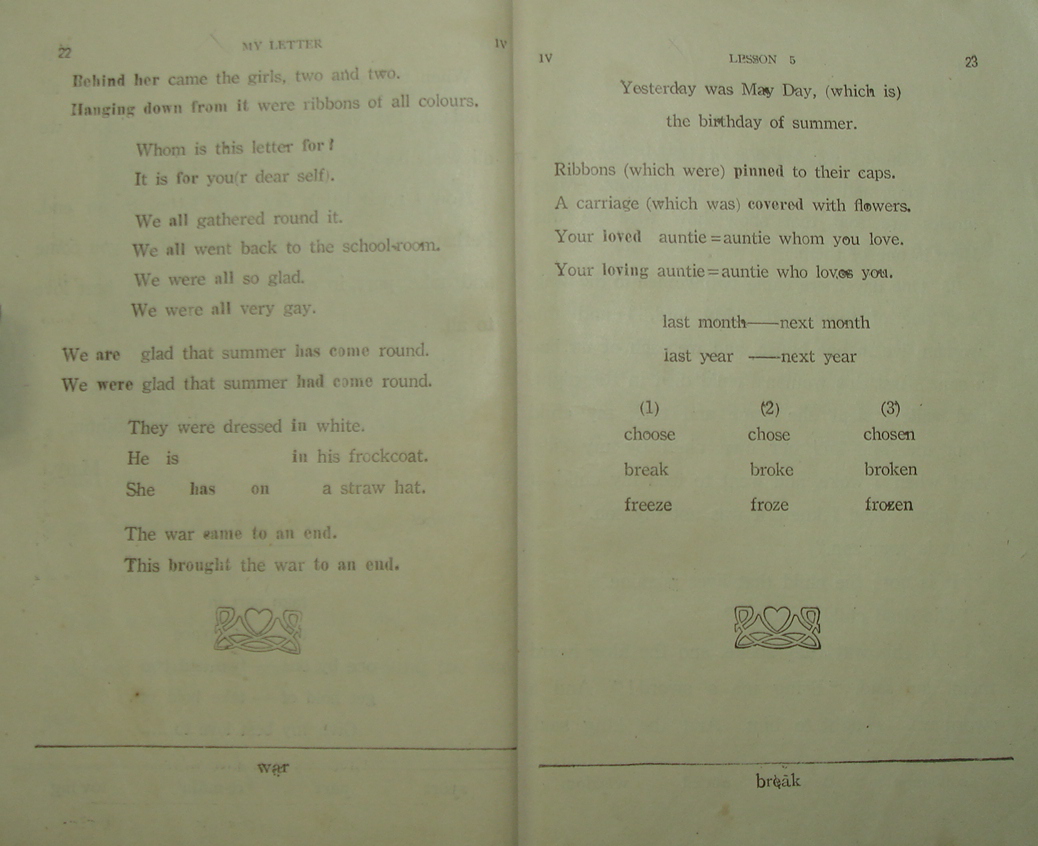 22 MY LETTER IV
Behind her came the girls, two and two.
Hanging down from it were ribbons of all colours.
Whom is this letter for?
It is for you(r dear self).
We all gathered round it.
We all went back to the school-room.
We were all so glad.
We were all very gay.
We are glad that summer has come round.
We were glad that summer had come round.
They were dressed in white.
He is in his frockcoat.
She has on a straw hat.
The war came to an end.
This brought the war to an end.
war
IV LESSON 5 23
Yesterday was May Day, (which is)
the birthday of summer.
Ribbons (which were) pinned to their caps.
A carriage (which was) covered with flowers.
Your loved auntie = auntie whom you love.
Your loving auntie = auntie who loves you.
last month——next month
last year ——next year
(1) (2) (3)
choose chose chosen
break broke broken
freeze froze frozen
brėāk